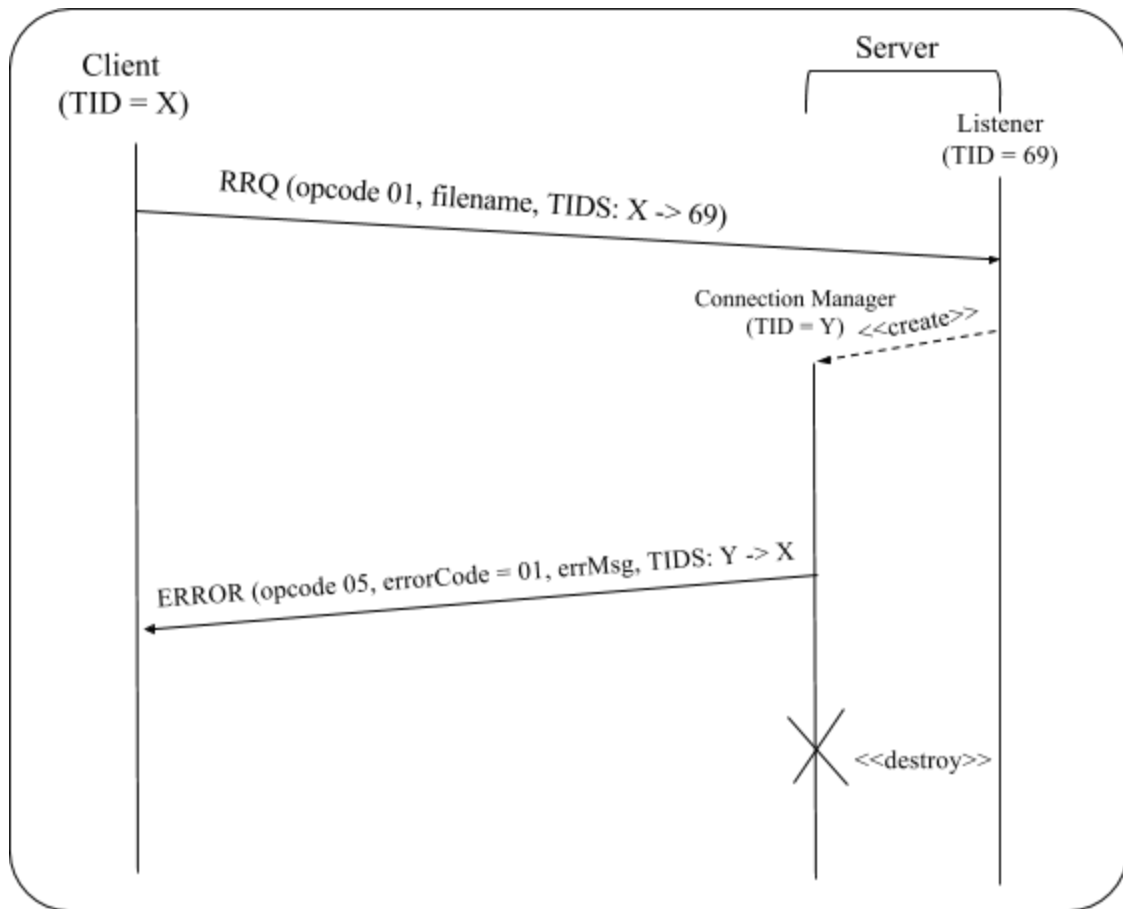 Server
Client
(TID = X)
Listener
(TID = 69)
RRQ (opcode 01, filename, TIDS: X -> 69)
Connection Manager
(TID = Y)
<<create>>
ERROR (opcode 05, errorCode = 01, errMsg, TIDS: Y -> X
<<destroy>>